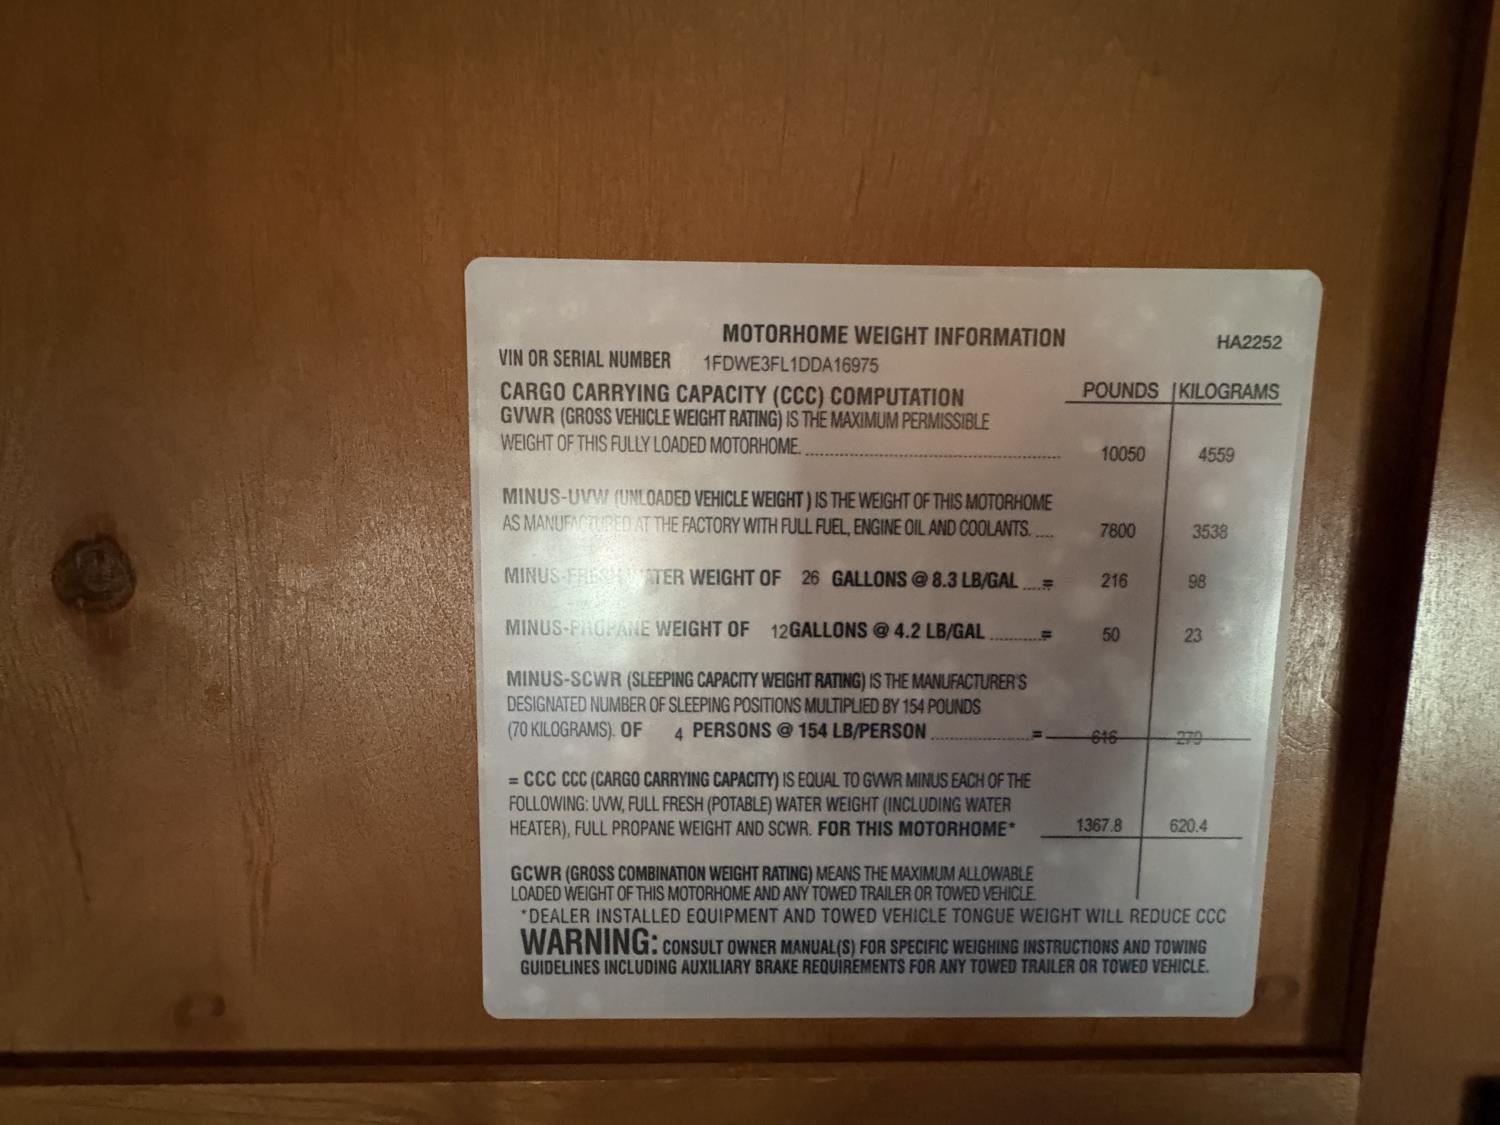 MOTORHOME WEIGHT INFORMATION HA2252
VIN OR SERIAL NUMBER 1FDWE3FL1DDA16975
CARGO CARRYING CAPACITY (CCC) COMPUTATION POUNDS KILOGRAMS
GVWR (GROSS VEHICLE WEIGHT RATING) IS THE MAXIMUM PERMISSIBLE
WEIGHT OF THIS FULLY LOADED MOTORHOME. 10050 4559
MINUS-UVW (UNLOADED VEHICLE WEIGHT ) IS THE WEIGHT OF THIS MOTORHOME
AS MANUFACTURED AT THE FACTORY WITH FULL FUEL, ENGINE OIL AND COOLANTS. .... 7800 3538
MINUS-FRESH WATER WEIGHT OF 26 GALLONS @ 8.3 LB/GAL ....= 216 98
MINUS-PROPANE WEIGHT OF 12GALLONS @ 4.2 LB/GAL ..........= 50 23
MINUS-SCWR (SLEEPING CAPACITY WEIGHT RATING) IS THE MANUFACTURER'S
DESIGNATED NUMBER OF SLEEPING POSITIONS MULTIPLIED BY 154 POUNDS
(70 KILOGRAMS). OF 4 PERSONS @ 154 LB/PERSON ...................= 616 279
= CCC CCC (CARGO CARRYING CAPACITY) IS EQUAL TO GVWR MINUS EACH OF THE
FOLLOWING: UVW, FULL FRESH (POTABLE) WATER WEIGHT (INCLUDING WATER
HEATER), FULL PROPANE WEIGHT AND SCWR. FOR THIS MOTORHOME* 1367.8 620.4
GCWR (GROSS COMBINATION WEIGHT RATING) MEANS THE MAXIMUM ALLOWABLE
LOADED WEIGHT OF THIS MOTORHOME AND ANY TOWED TRAILER OR TOWED VEHICLE.
*DEALER INSTALLED EQUIPMENT AND TOWED VEHICLE TONGUE WEIGHT WILL REDUCE CCC
WARNING: CONSULT OWNER MANUAL(S) FOR SPECIFIC WEIGHING INSTRUCTIONS AND TOWING
GUIDELINES INCLUDING AUXILIARY BRAKE REQUIREMENTS FOR ANY TOWED TRAILER OR TOWED VEHICLE.